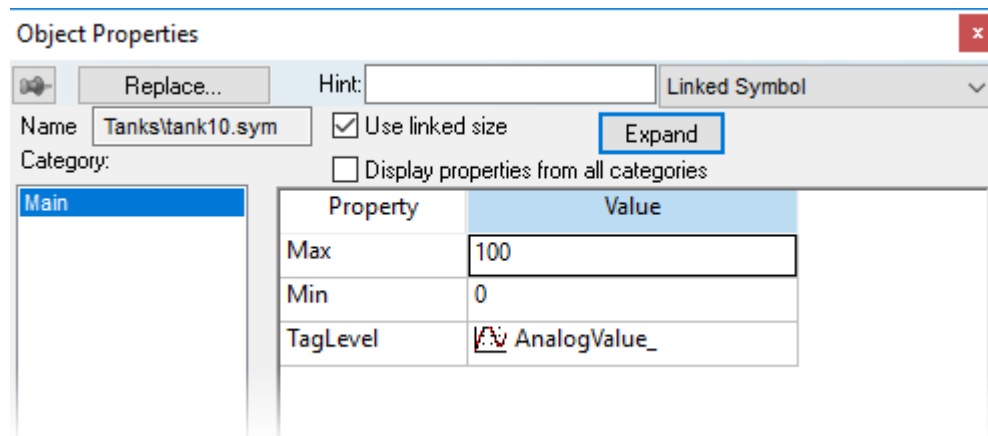 Object Properties
x
Replace... Hint: Linked Symbol
Name Tanks\tank10.sym Use linked size Expand
Category: Display properties from all categories
Main Property Value
Max 100
Min 0
TagLevel AnalogValue_